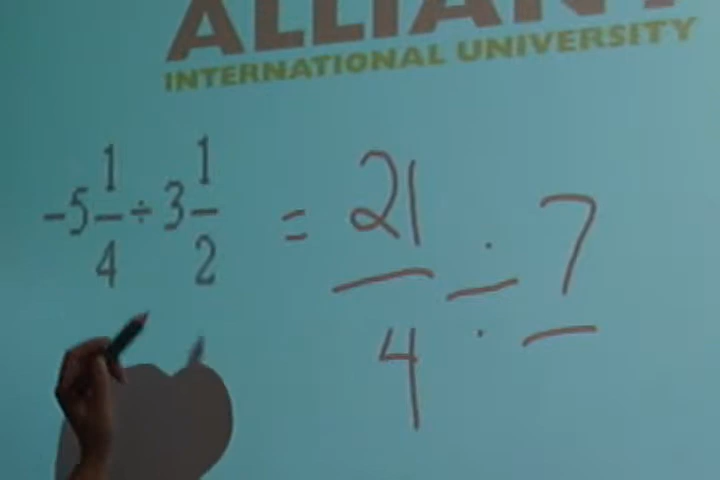 ALLIANT
INTERNATIONAL UNIVERSITY
-5 1/4 ÷ 3 1/2 = 21/4 ÷ 7/